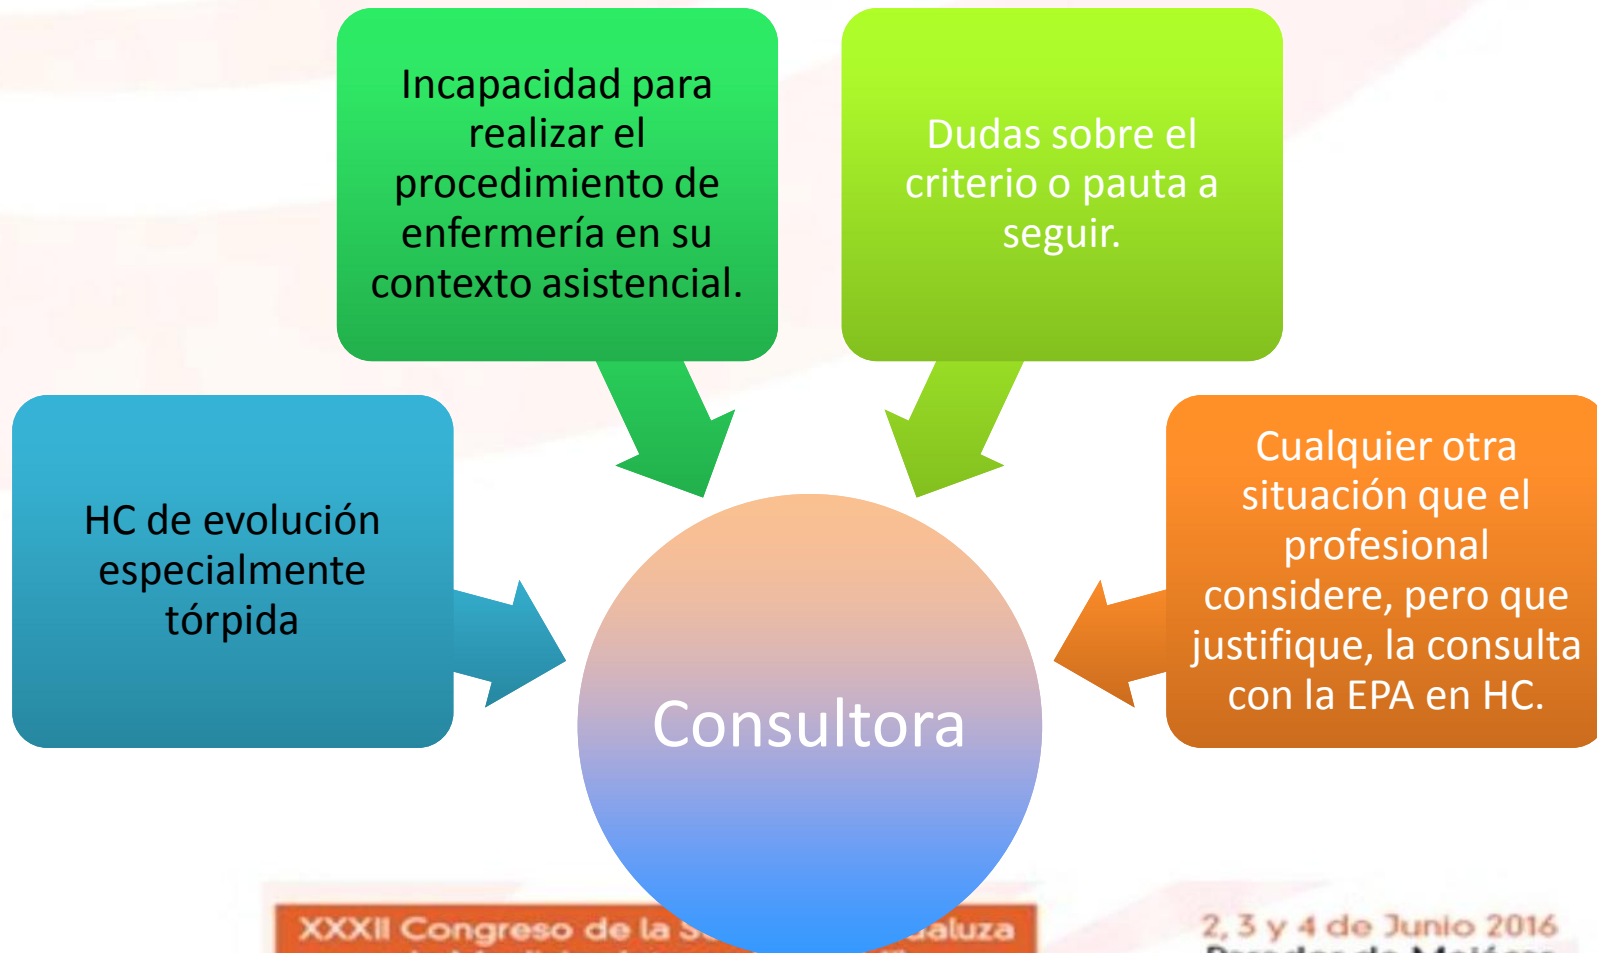 Incapacidad para
realizar el
procedimiento de
enfermería en su
contexto asistencial.
Dudas sobre el
criterio o pauta a
seguir.
HC de evolución
especialmente
tórpida
Cualquier otra
situación que el
profesional
considere, pero que
justifique, la consulta
con la EPA en HC.
Consultora
XXXII Congreso de la
2, 3 y 4 de Junio 2016